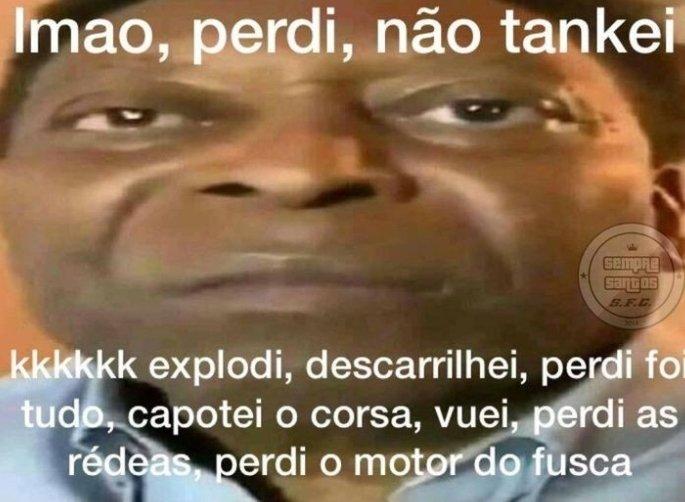 lmao, perdi, não tankei
SEMPRE
SANTOS
S.F.C.
kkkkkk explodi, descarrilhei, perdi foi
tudo, capotei o corsa, vuei, perdi as
rédeas, perdi o motor do fusca